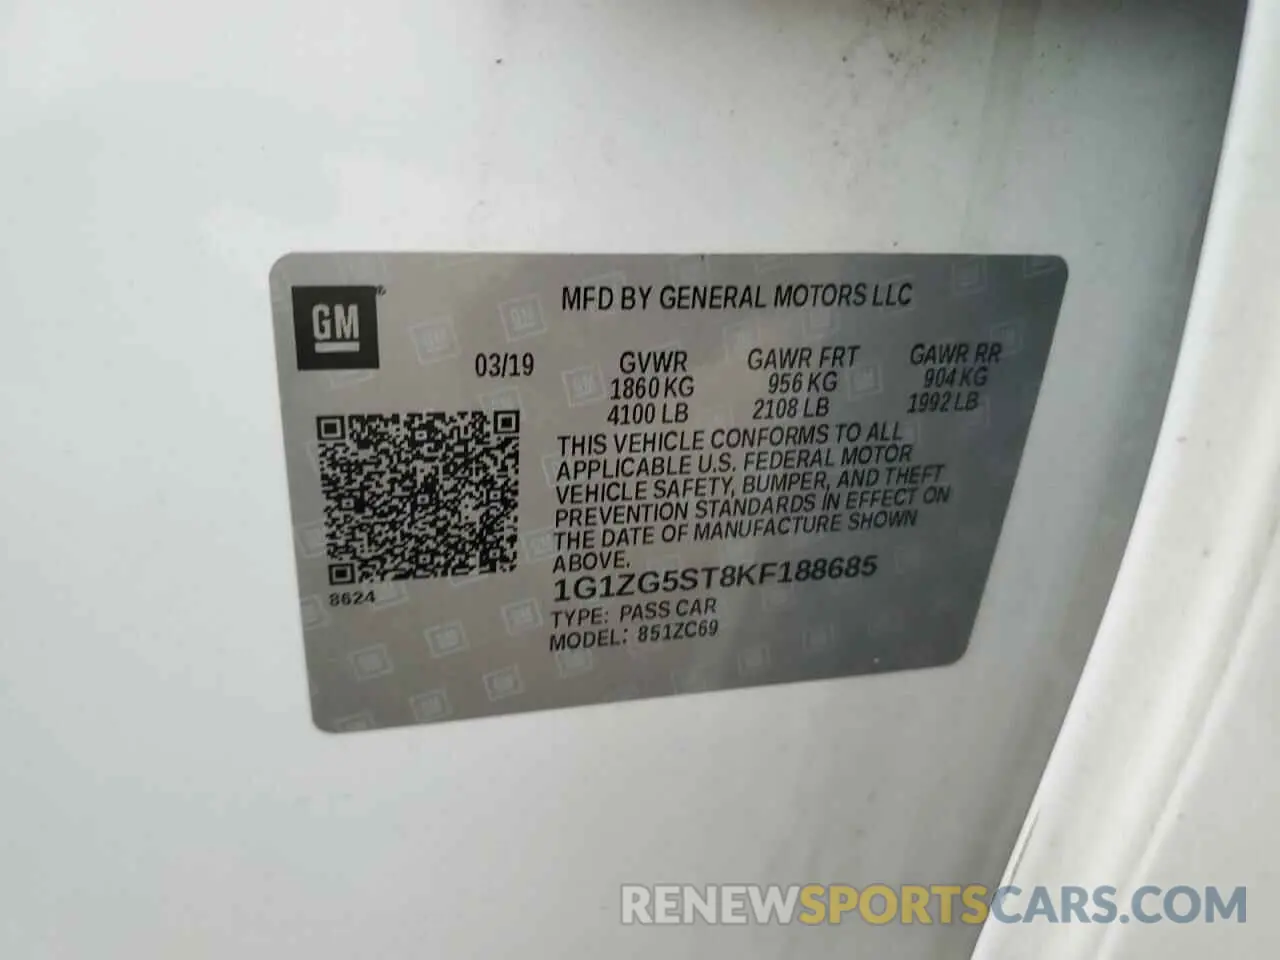 GM®
MFD BY GENERAL MOTORS LLC
03/19 GVWR GAWR FRT GAWR RR
1860 KG 956 KG 904 KG
4100 LB 2108 LB 1992 LB
THIS VEHICLE CONFORMS TO ALL
APPLICABLE U.S. FEDERAL MOTOR
VEHICLE SAFETY, BUMPER, AND THEFT
PREVENTION STANDARDS IN EFFECT ON
THE DATE OF MANUFACTURE SHOWN
ABOVE.
8624
1G1ZG5ST8KF188685
TYPE: PASS CAR
MODEL: 851ZC69
RENEWSPORTSCARS.COM